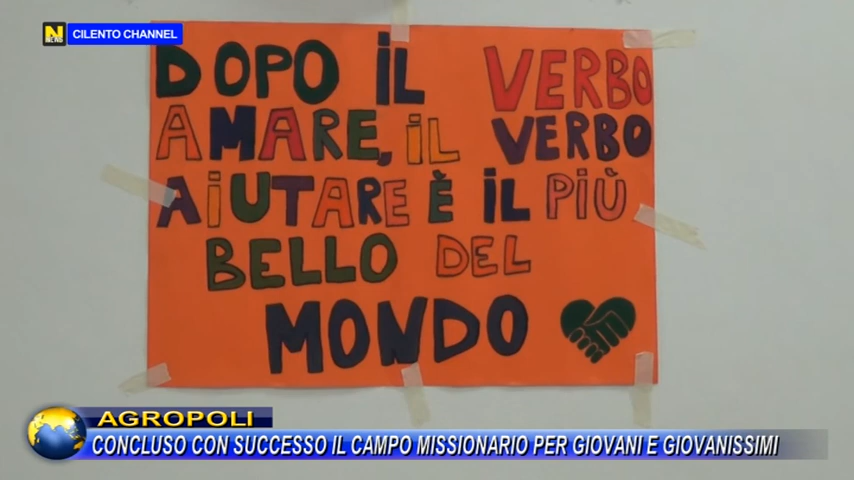 CILENTO CHANNEL
DOPO IL VERBO
AMARE, IL VERBO
AIUTARE È IL PIÙ
BELLO DEL
MONDO
AGROPOLI
CONCLUSO CON SUCCESSO IL CAMPO MISSIONARIO PER GIOVANI E GIOVANISSIMI